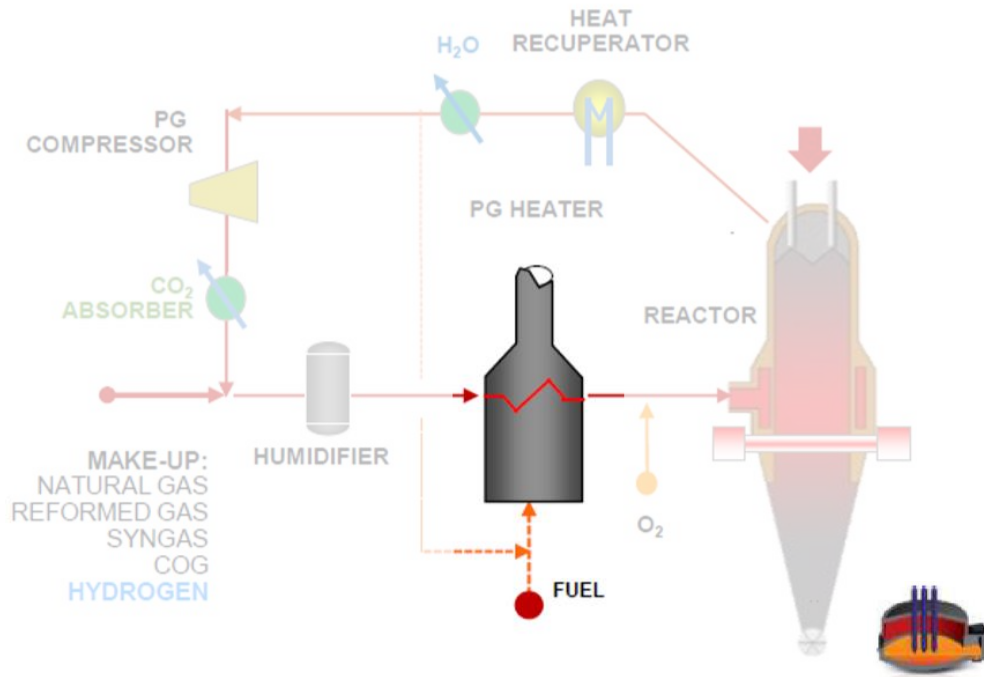 HEAT
RECUPERATOR
H₂O
PG
COMPRESSOR
PG HEATER
CO₂
ABSORBER
REACTOR
HUMIDIFIER
MAKE-UP:
NATURAL GAS
REFORMED GAS
SYNGAS
COG
HYDROGEN
O₂
FUEL